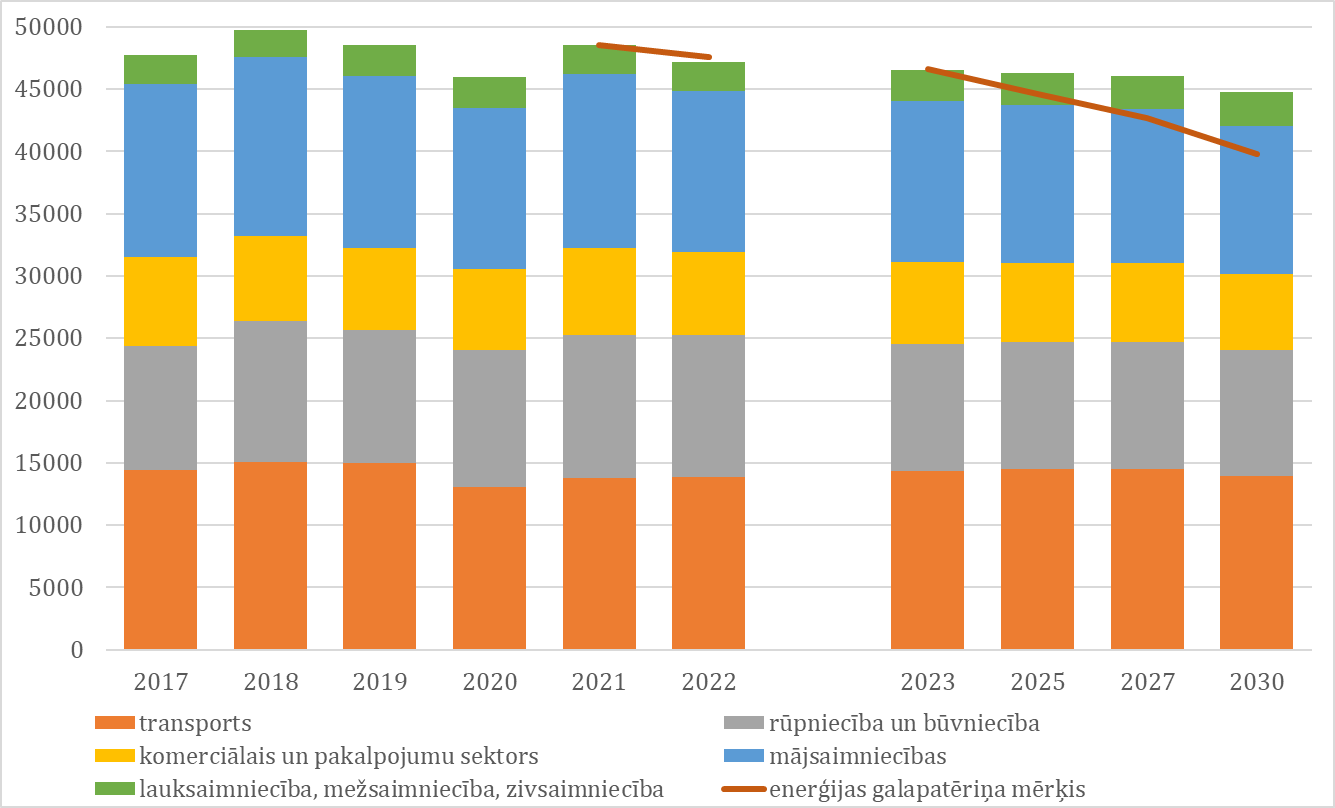 50000
45000
40000
35000
30000
25000
20000
15000
10000
5000
0
2017 2018 2019 2020 2021 2022 2023 2025 2027 2030
transports rūpniecība un būvniecība
komerciālais un pakalpojumu sektors mājsaimniecības
lauksaimniecība, mežsaimniecība, zivsaimniecība enerģijas galapatēriņa mērķis